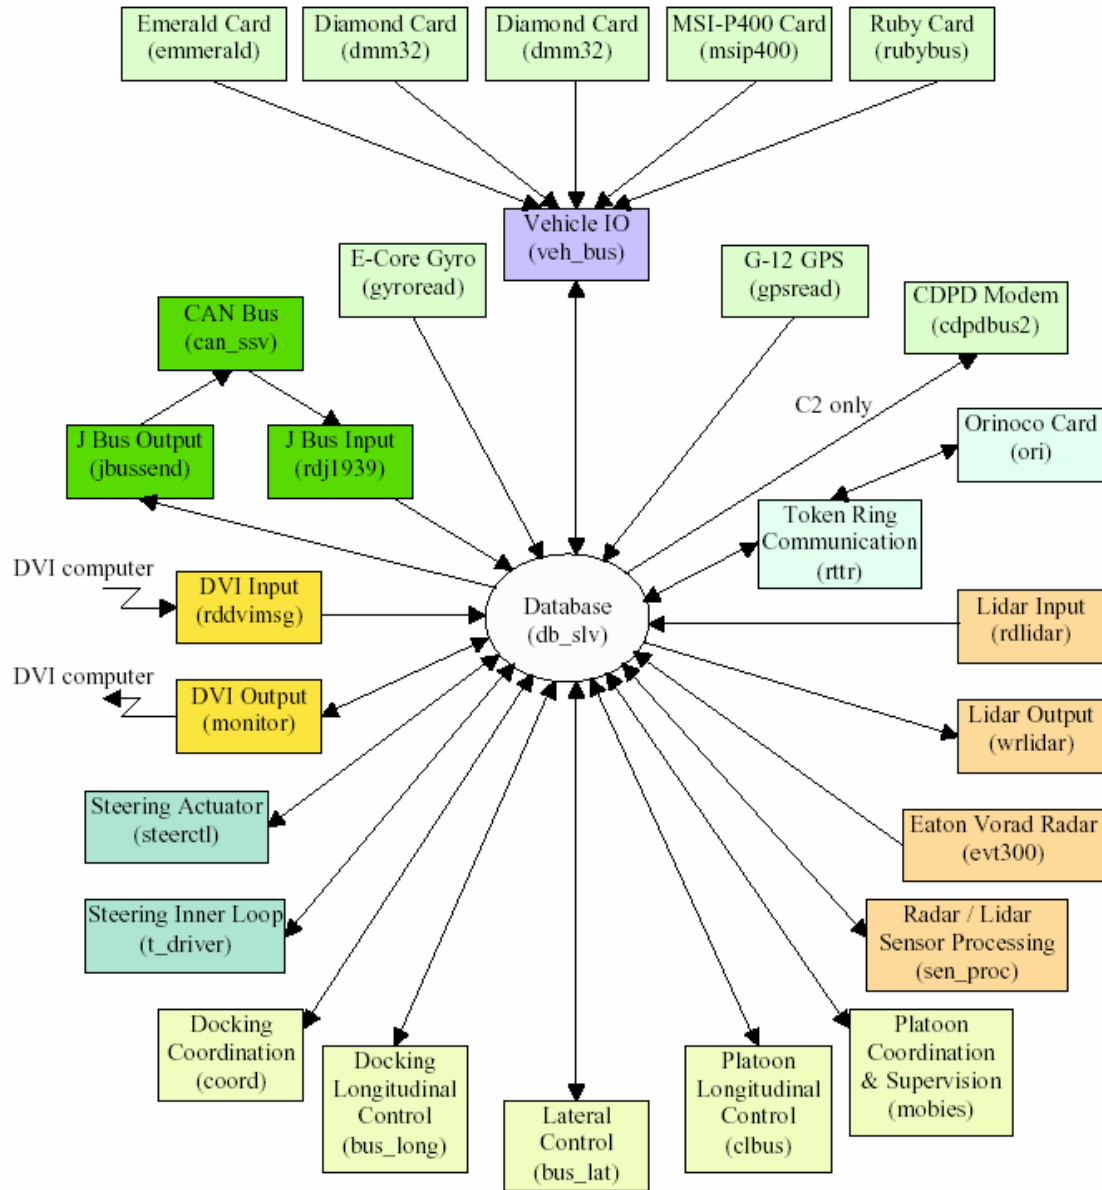 Emerald Card
(emmerald)
Diamond Card
(dmm32)
Diamond Card
(dmm32)
MSI-P400 Card
(msip400)
Ruby Card
(rubybus)
Vehicle IO
(veh_bus)
E-Core Gyro
(gyroread)
G-12 GPS
(gpsread)
CDPD Modem
(cdpdbus2)
CAN Bus
(can_ssv)
C2 only
J Bus Output
(jbussend)
J Bus Input
(rdj1939)
Orinoco Card
(ori)
Token Ring
Communication
(rttr)
DVI computer
DVI Input
(rddvimsg)
Database
(db_slv)
Lidar Input
(rdlidar)
DVI computer
DVI Output
(monitor)
Lidar Output
(wrlidar)
Steering Actuator
(steerctl)
Eaton Vorad Radar
(evt300)
Steering Inner Loop
(t_driver)
Radar / Lidar
Sensor Processing
(sen_proc)
Docking
Coordination
(coord)
Docking
Longitudinal
Control
(bus_long)
Lateral
Control
(bus_lat)
Platoon
Longitudinal
Control
(clbus)
Platoon
Coordination
& Supervision
(mobies)